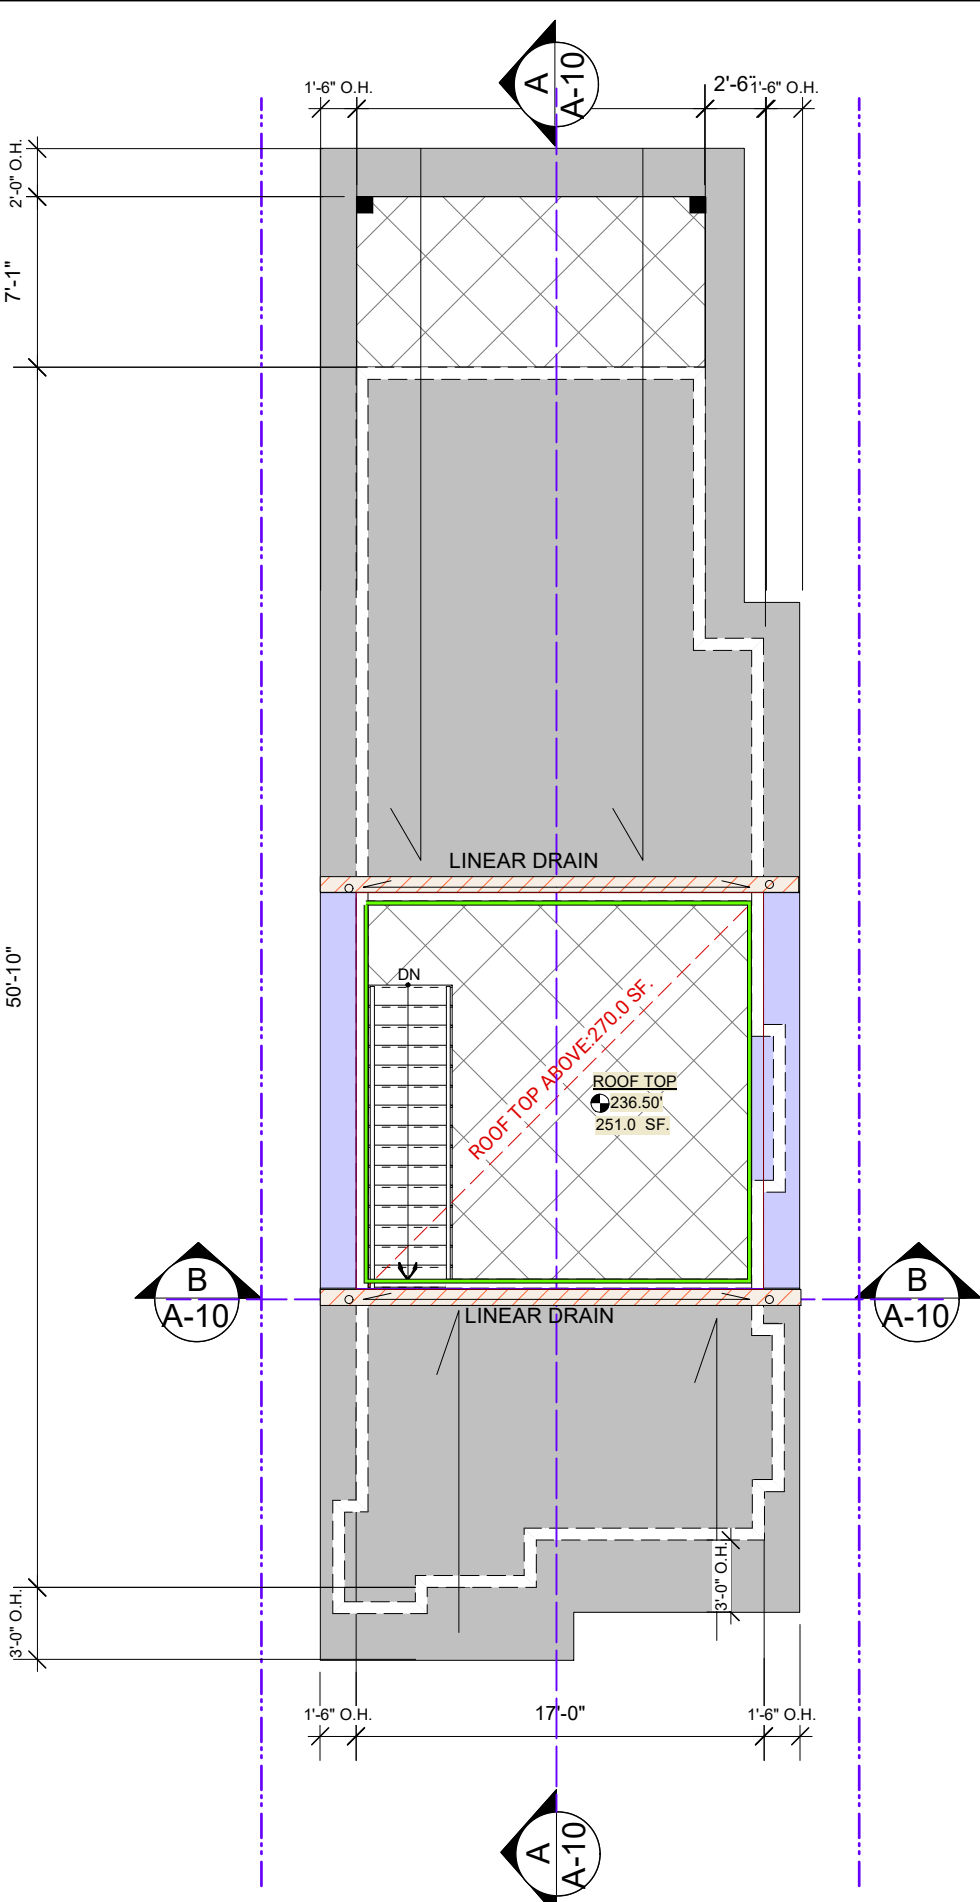 A
A-10
1'-6" O.H.
2'-6"
1'-6" O.H.
2'-0" O.H.
7'-1"
LINEAR DRAIN
50'-10"
DN
ROOF TOP ABOVE:270.0 SF.
ROOF TOP
236.50'
251.0 SF.
B
A-10
B
A-10
LINEAR DRAIN
3'-0" O.H.
3'-0" O.H.
1'-6" O.H.
17'-0"
1'-6" O.H.
A
A-10